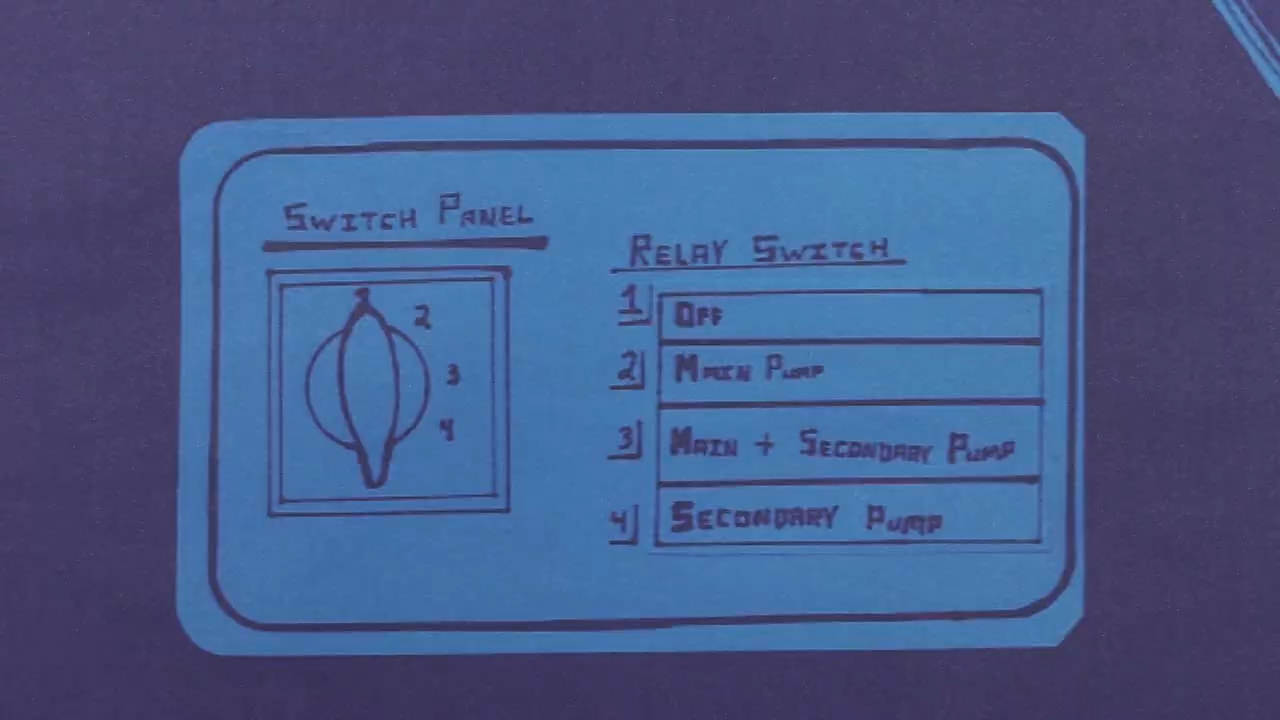 Switch Panel
1
2
3
4
Relay Switch
1 Off
2 Main Pump
3 Main + Secondary Pump
4 Secondary Pump